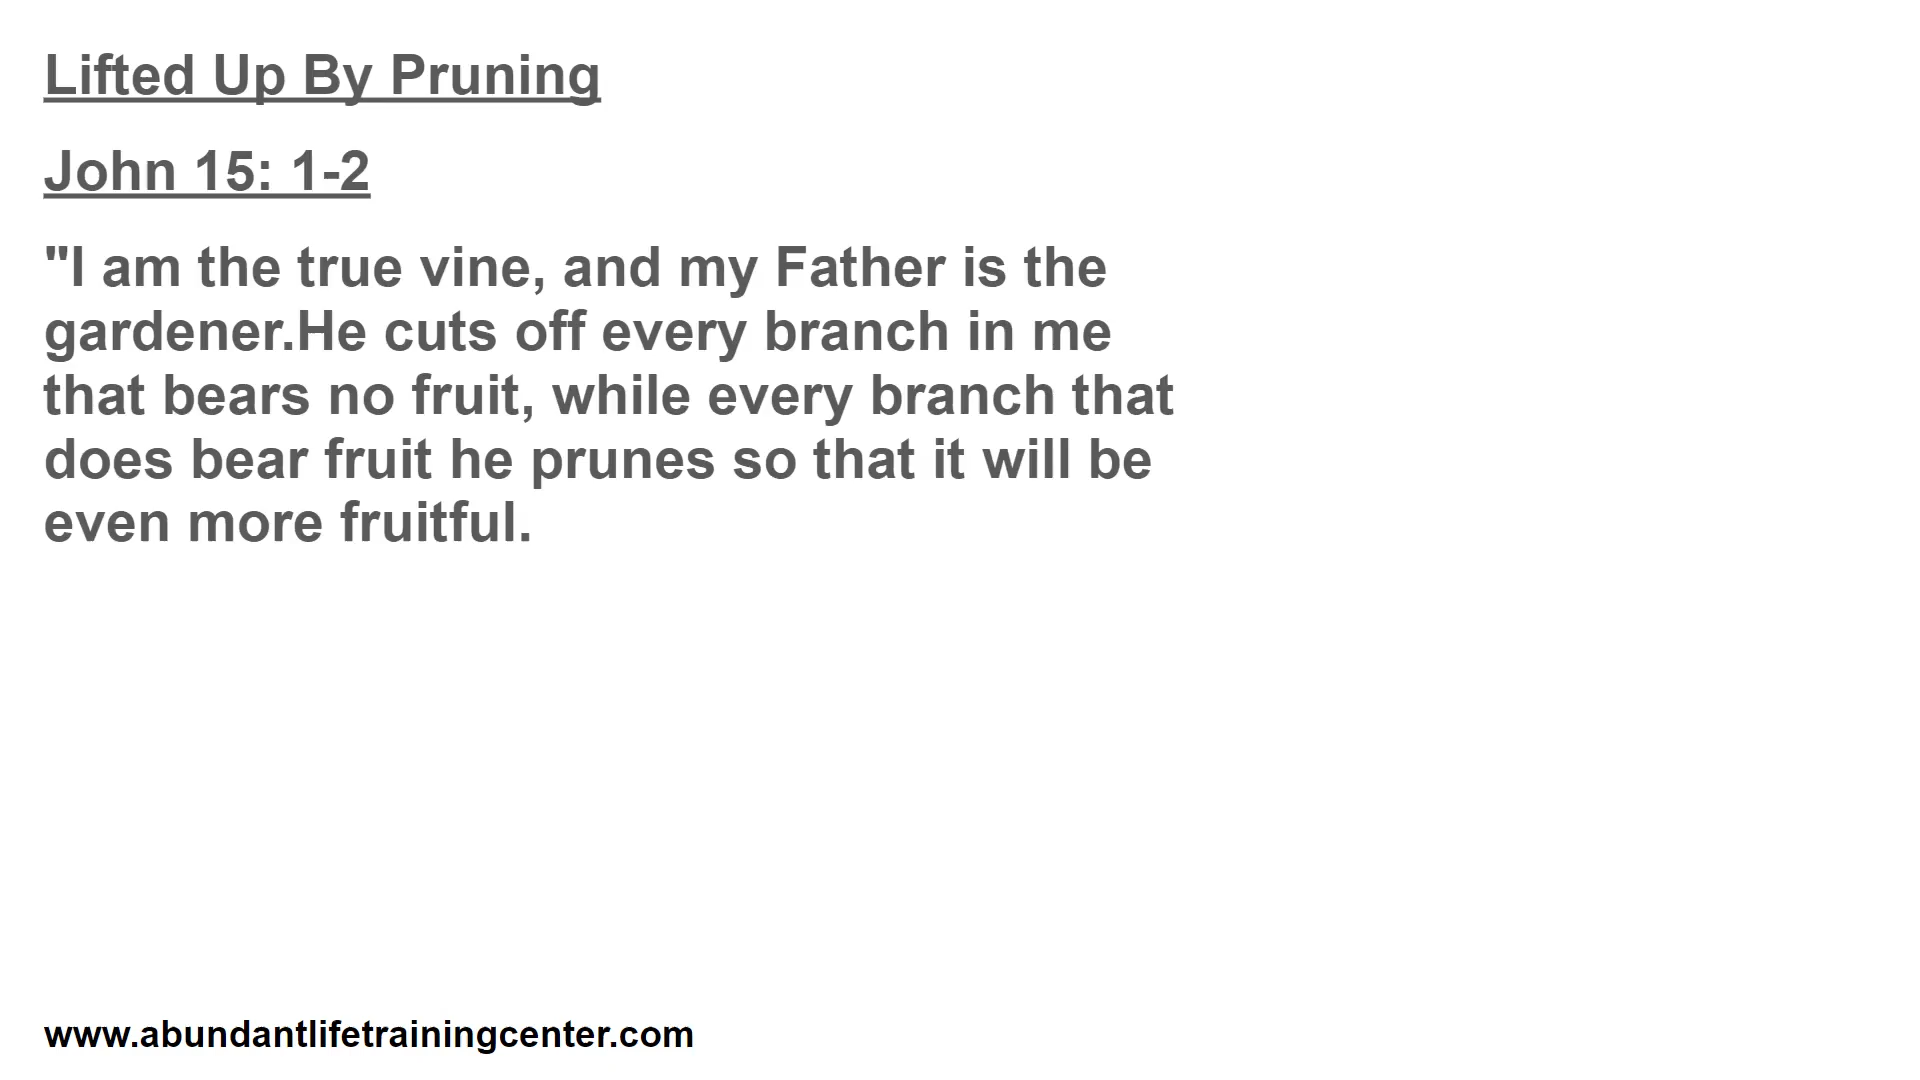 Lifted Up By Pruning
John 15: 1-2
"I am the true vine, and my Father is the
gardener.He cuts off every branch in me
that bears no fruit, while every branch that
does bear fruit he prunes so that it will be
even more fruitful.
www.abundantlifetrainingcenter.com